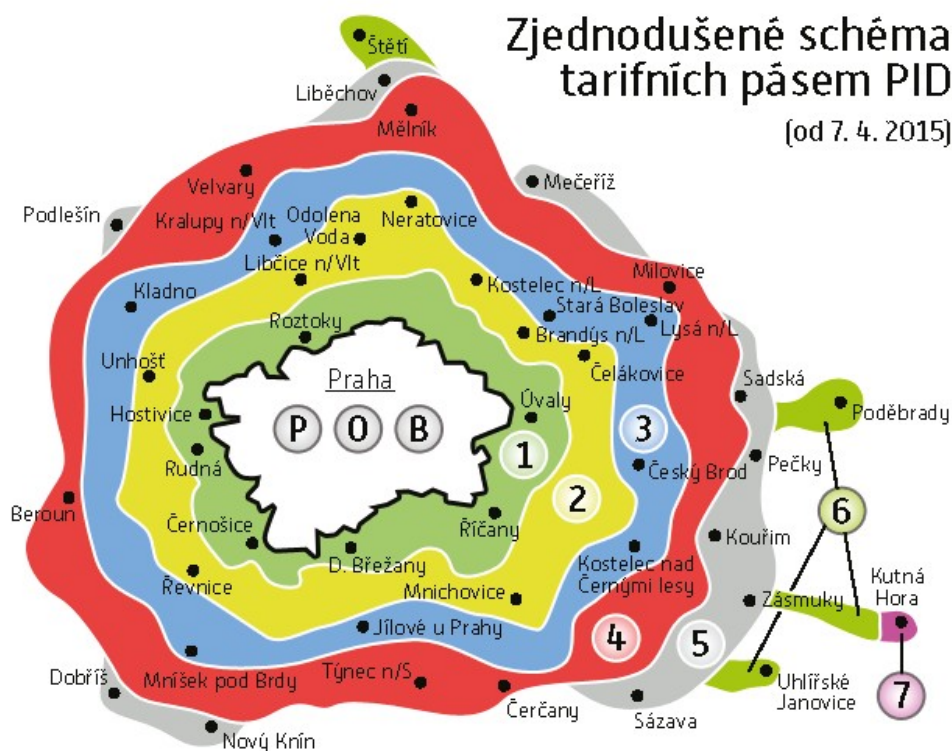 Zjednodušené schéma
tarifních pásem PID
(od 7. 4. 2015)
Štětí
Liběchov
Mělník
Velvary
Mečeříž
Podlešín
Kralupy n/Vlt
Odolena
Voda
Neratovice
Libčice n/Vlt
Milovice
Kostelec n/L
Kladno
Stará Boleslav
Lysá n/L
Roztoky
Brandýs n/L
Unhošť
Čelákovice
Praha
Sadská
Poděbrady
Hostivice
Úvaly
P
O
B
3
1
Rudná
Český Brod
Pečky
2
Beroun
6
Říčany
Černošice
Kouřim
D. Břežany
Kostelec nad
Černými lesy
Řevnice
Kutná
Hora
Mnichovice
Zásmuky
Jílové u Prahy
4
5
Dobříš
Mníšek pod Brdy
Týnec n/S
Uhlířské
Janovice
7
Čerčany
Sázava
Nový Knín